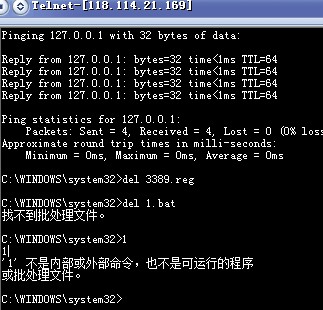 Telnet-[118.114.21.169]
Pinging 127.0.0.1 with 32 bytes of data:
Reply from 127.0.0.1: bytes=32 time<1ms TTL=64
Reply from 127.0.0.1: bytes=32 time<1ms TTL=64
Reply from 127.0.0.1: bytes=32 time<1ms TTL=64
Reply from 127.0.0.1: bytes=32 time<1ms TTL=64
Ping statistics for 127.0.0.1:
Packets: Sent = 4, Received = 4, Lost = 0 (0% los
Approximate round trip times in milli-seconds:
Minimum = 0ms, Maximum = 0ms, Average = 0ms
C:\WINDOWS\system32>del 3389.reg
C:\WINDOWS\system32>del 1.bat
找不到批处理文件。
C:\WINDOWS\system32>1
1
'1' 不是内部或外部命令，也不是可运行的程序
或批处理文件。
C:\WINDOWS\system32>